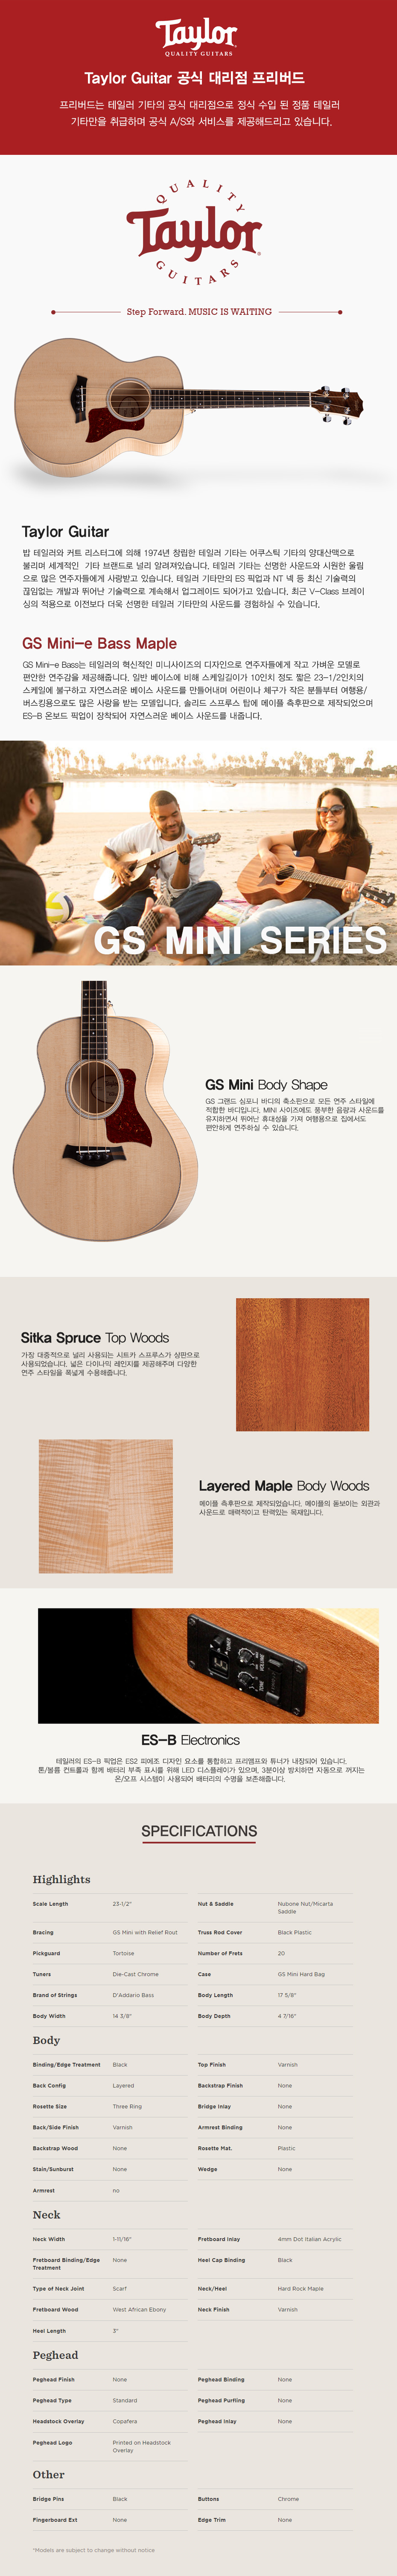 Taylor
QUALITY GUITARS
Taylor Guitar 공식 대리점 프리버드
프리버드는 테일러 기타의 공식 대리점으로 정식 수입 된 정품 테일러
기타만을 취급하며 공식 A/S와 서비스를 제공해드리고 있습니다.
QUALITY
Taylor
GUITARS
Step Forward. MUSIC IS WAITING
Taylor Guitar
밥 테일러와 커트 리스터그에 의해 1974년 창립한 테일러 기타는 어쿠스틱 기타의 양대산맥으로
불리며 세계적인 기타 브랜드로 널리 알려져있습니다. 테일러 기타는 선명한 사운드와 시원한 울림
으로 많은 연주자들에게 사랑받고 있습니다. 테일러 기타만의 ES 픽업과 NT 넥 등 최신 기술력의
끊임없는 개발과 뛰어난 기술력으로 계속해서 업그레이드 되어가고 있습니다. 최근 V-Class 브레이
싱의 적용으로 이전보다 더욱 선명한 테일러 기타만의 사운드를 경험하실 수 있습니다.
GS Mini-e Bass Maple
GS Mini-e Bass는 테일러의 혁신적인 미니사이즈의 디자인으로 연주자들에게 작고 가벼운 모델로
편안한 연주감을 제공해줍니다. 일반 베이스에 비해 스케일길이가 10인치 정도 짧은 23-1/2인치의
스케일에 불구하고 자연스러운 베이스 사운드를 만들어내며 어린이나 체구가 작은 분들부터 여행용/
버스킹용으로도 많은 사랑을 받는 모델입니다. 솔리드 스프루스 탑에 메이플 측후판으로 제작되었으며
ES-B 온보드 픽업이 장착되어 자연스러운 베이스 사운드를 내줍니다.
GS MINI SERIES
GS Mini Body Shape
GS 그랜드 심포니 바디의 축소판으로 모든 연주 스타일에
적합한 바디입니다. MINI 사이즈에도 풍부한 음량과 사운드를
유지하면서 뛰어난 휴대성을 가져 여행용으로 집에서도
편안하게 연주하실 수 있습니다.
Sitka Spruce Top Woods
가장 대중적으로 널리 사용되는 시트카 스프루스가 상판으로
사용되었습니다. 넓은 다이나믹 레인지를 제공해주며 다양한
연주 스타일을 폭넓게 수용해줍니다.
Layered Maple Body Woods
메이플 측후판으로 제작되었습니다. 메이플의 돋보이는 외관과
사운드로 매력적이고 탄력있는 목재입니다.
ES-B Electronics
테일러의 ES-B 픽업은 ES2 피에조 디자인 요소를 통합하고 프리앰프와 튜너가 내장되어 있습니다.
톤/볼륨 컨트롤과 함께 배터리 부족 표시를 위해 LED 디스플레이가 있으며, 3분이상 방치하면 자동으로 꺼지는
온/오프 시스템이 사용되어 배터리의 수명을 보존해줍니다.
SPECIFICATIONS
Highlights
Scale Length 23-1/2" Nut & Saddle Nubone Nut/Micarta
Saddle
Bracing GS Mini with Relief Rout Truss Rod Cover Black Plastic
Pickguard Tortoise Number of Frets 20
Tuners Die-Cast Chrome Case GS Mini Hard Bag
Brand of Strings D'Addario Bass Body Length 17 5/8"
Body Width 14 3/8" Body Depth 4 7/16"
Body
Binding/Edge Treatment Black Top Finish Varnish
Back Config Layered Backstrap Finish None
Rosette Size Three Ring Bridge Inlay None
Back/Side Finish Varnish Armrest Binding None
Backstrap Wood None Rosette Mat. Plastic
Stain/Sunburst None Wedge None
Armrest no
Neck
Neck Width 1-11/16" Fretboard Inlay 4mm Dot Italian Acrylic
Fretboard Binding/Edge None Heel Cap Binding Black
Treatment
Type of Neck Joint Scarf Neck/Heel Hard Rock Maple
Fretboard Wood West African Ebony Neck Finish Varnish
Heel Length 3"
Peghead
Peghead Finish None Peghead Binding None
Peghead Type Standard Peghead Purfling None
Headstock Overlay Copafera Peghead Inlay None
Peghead Logo Printed on Headstock
Overlay
Other
Bridge Pins Black Buttons Chrome
Fingerboard Ext None Edge Trim None
*Models are subject to change without notice